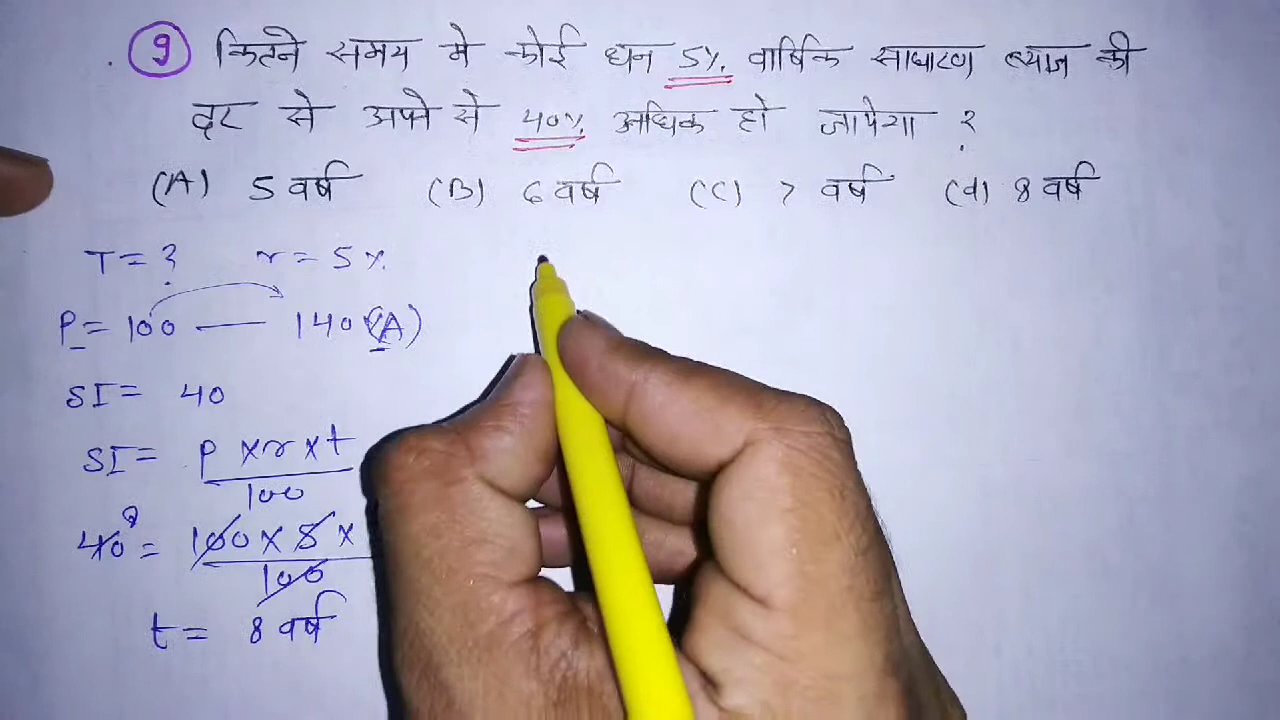 9 कितने समय मे कोई धन 5% वार्षिक साधारण ब्याज की
दर से अपने से 40% अधिक हो जायेगा ?
(A) 5 वर्ष (B) 6 वर्ष (C) 7 वर्ष (d) 8 वर्ष
T = ? r = 5%
P = 100 — 140 (A)
SI = 40
SI = P × r × t / 100
40 8 = 100 × 5 × / 100
t = 8 वर्ष